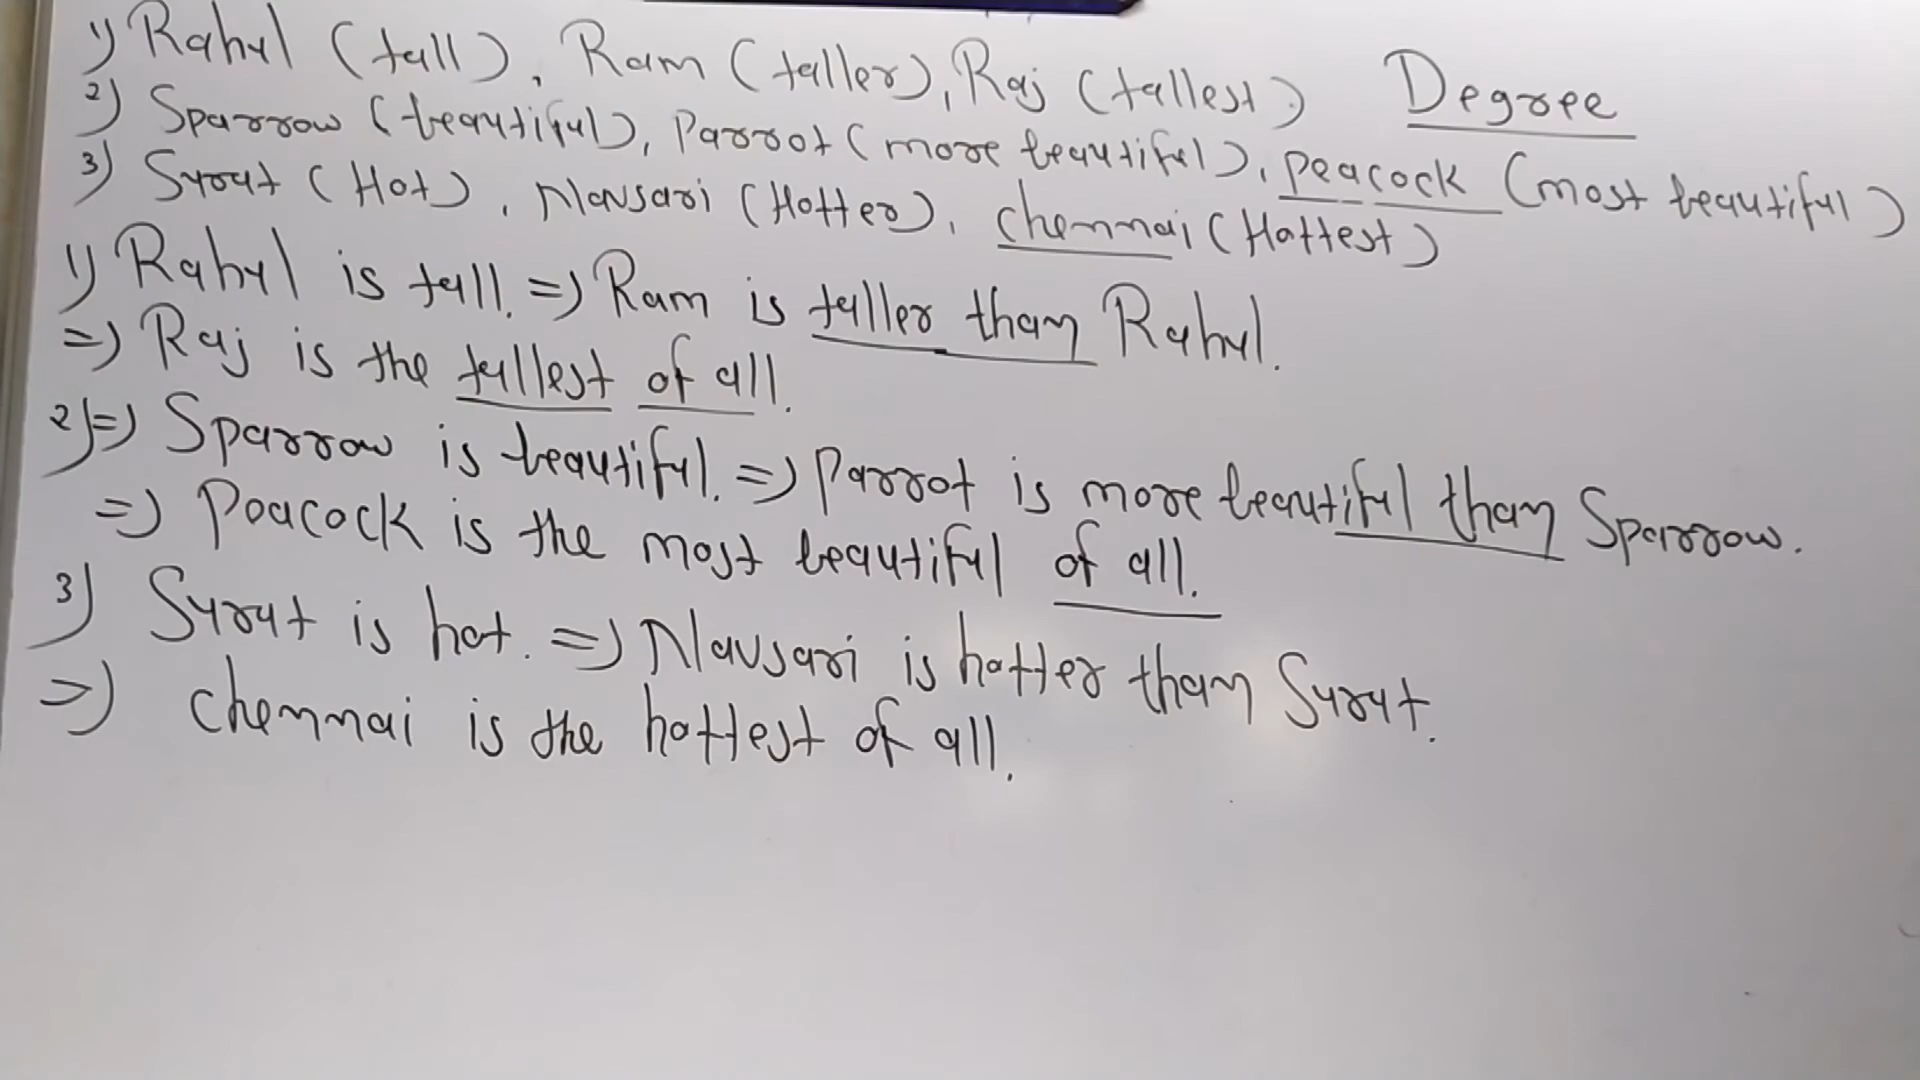 1) Rahul (tall), Ram (taller), Raj (tallest) Degree
2) Sparrow (beautiful), Parrot (more beautiful), Peacock (most beautiful)
3) Surat (Hot), Navsari (Hotter), Chennai (Hottest)
1) Rahul is tall. => Ram is taller than Rahul.
=> Raj is the tallest of all.
2) => Sparrow is beautiful. => Parrot is more beautiful than Sparrow.
=> Peacock is the most beautiful of all.
3) Surat is hot. => Navsari is hotter than Surat.
=> Chennai is the hottest of all.